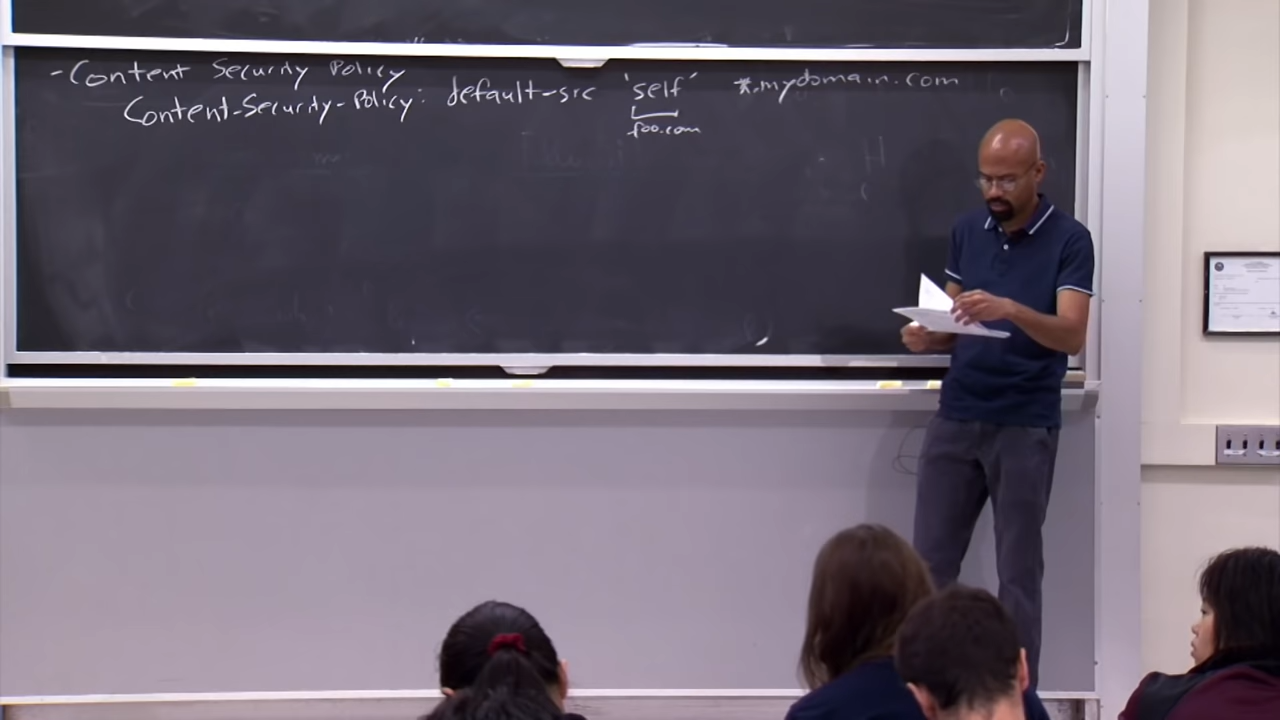 - Content Security Policy
Content-Security-Policy: default-src 'self' *.mydomain.com
foo.com